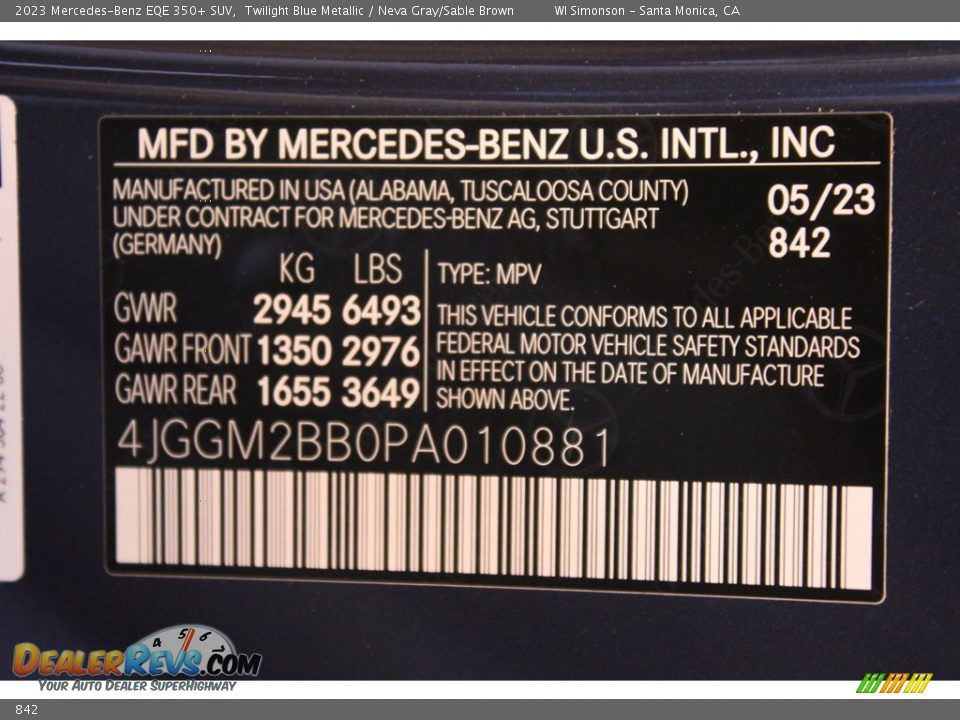 2023 Mercedes-Benz EQE 350+ SUV, Twilight Blue Metallic / Neva Gray/Sable Brown WI Simonson - Santa Monica, CA
MFD BY MERCEDES-BENZ U.S. INTL., INC
MANUFACTURED IN USA (ALABAMA, TUSCALOOSA COUNTY) 05/23
UNDER CONTRACT FOR MERCEDES-BENZ AG, STUTTGART 842
(GERMANY)
KG LBS
GVWR 2945 6493
GAWR FRONT 1350 2976
GAWR REAR 1655 3649
TYPE: MPV
THIS VEHICLE CONFORMS TO ALL APPLICABLE
FEDERAL MOTOR VEHICLE SAFETY STANDARDS
IN EFFECT ON THE DATE OF MANUFACTURE
SHOWN ABOVE.
4JGGM2BB0PA010881
4 5 6
DEALERREVS.COM
YOUR AUTO DEALER SUPERHIGHWAY
842